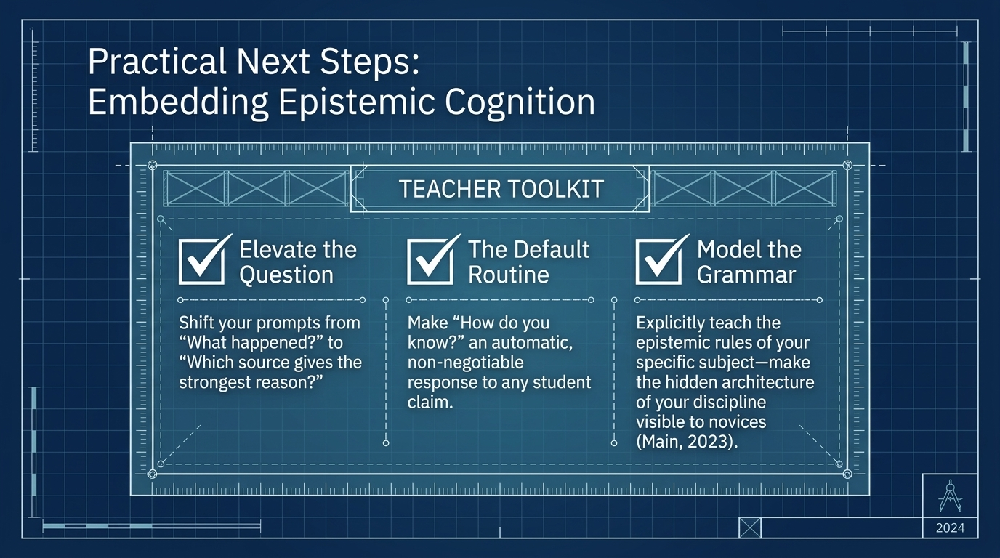 Practical Next Steps:
Embedding Epistemic Cognition
TEACHER TOOLKIT
Elevate the
Question
Shift your prompts from
“What happened?” to
“Which source gives the
strongest reason?”
The Default
Routine
Make “How do you
know?” an automatic,
non-negotiable
response to any student
claim.
Model the
Grammar
Explicitly teach the
epistemic rules of your
specific subject—make
the hidden architecture
of your discipline
visible to novices
(Main, 2023).
2024